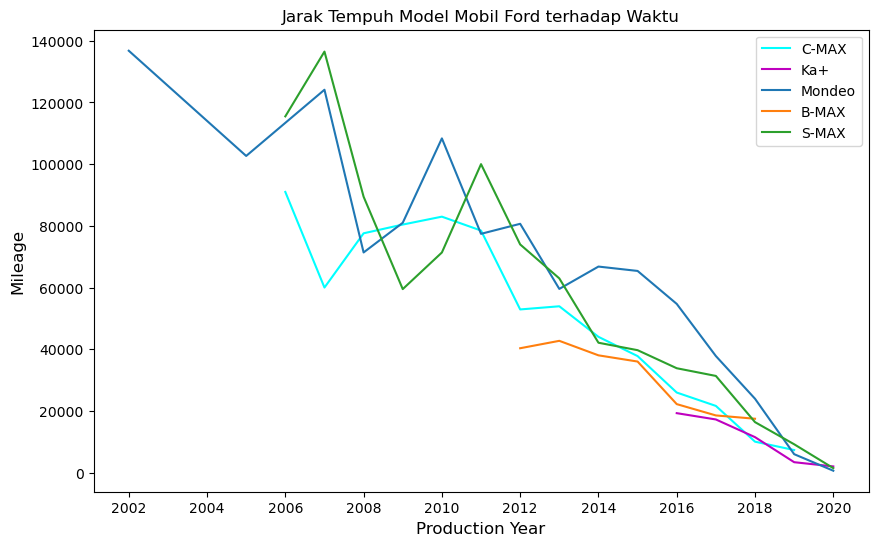 Jarak Tempuh Model Mobil Ford terhadap Waktu
C-MAX
Ka+
Mondeo
B-MAX
S-MAX
Mileage
140000
120000
100000
80000
60000
40000
20000
0
2002 2004 2006 2008 2010 2012 2014 2016 2018 2020
Production Year